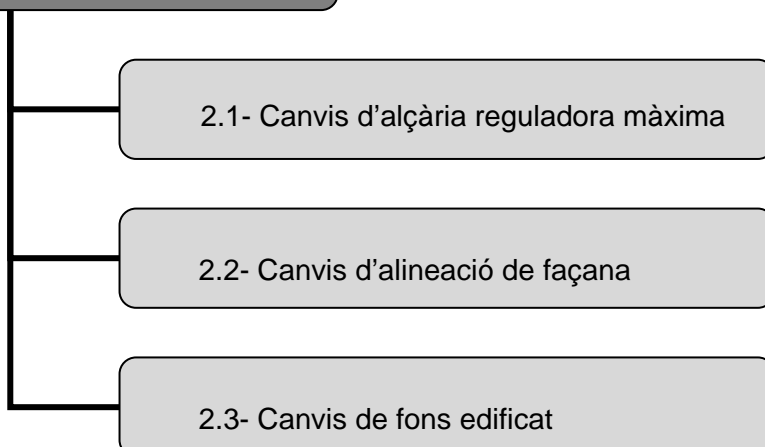 2.1- Canvis d’alçària reguladora màxima
2.2- Canvis d’alineació de façana
2.3- Canvis de fons edificat